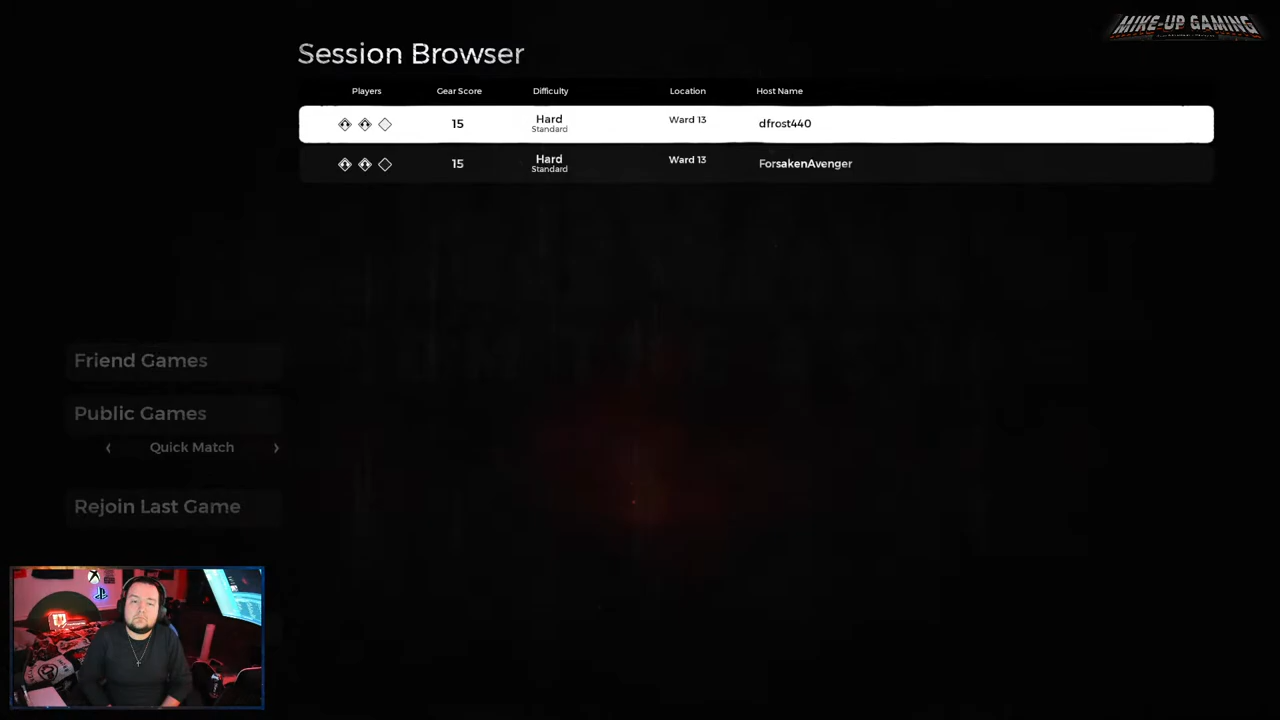 MIKE-UP GAMING
Session Browser
Players Gear Score Difficulty Location Host Name
15 Hard Standard Ward 13 dfrost440
15 Hard Standard Ward 13 ForsakenAvenger
Friend Games
Public Games
Quick Match
Rejoin Last Game